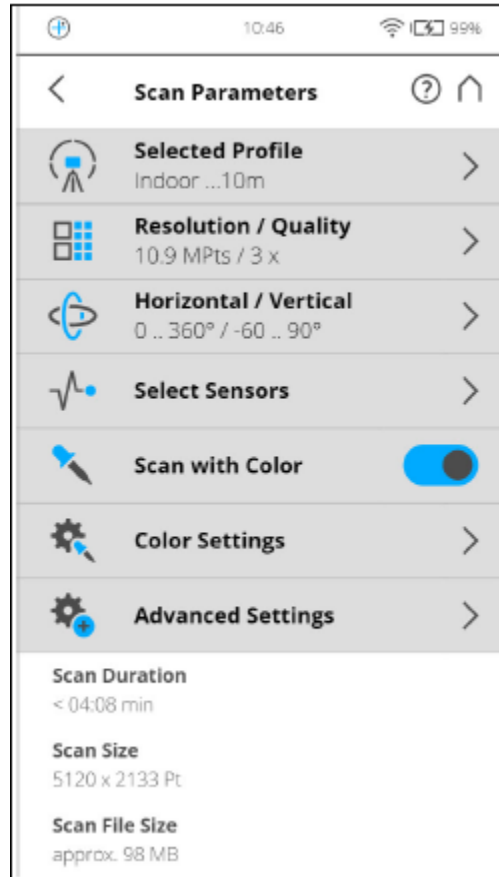 10:46 99%
Scan Parameters
Selected Profile
Indoor ...10m
Resolution / Quality
10.9 MPts / 3 x
Horizontal / Vertical
0 .. 360° / -60 .. 90°
Select Sensors
Scan with Color
Color Settings
Advanced Settings
Scan Duration
< 04:08 min
Scan Size
5120 x 2133 Pt
Scan File Size
approx. 98 MB